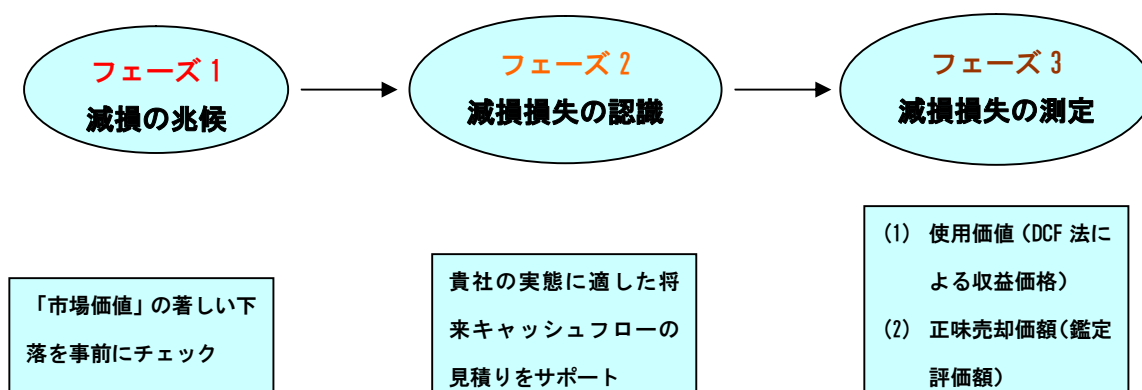 フェーズ 1
減損の兆候
フェーズ 2
減損損失の認識
フェーズ 3
減損損失の測定
「市場価値」の著しい下
落を事前にチェック
貴社の実態に適した将
来キャッシュフローの
見積りをサポート
(1) 使用価値（DCF 法に
よる収益価格）
(2) 正味売却価額（鑑定
評価額）